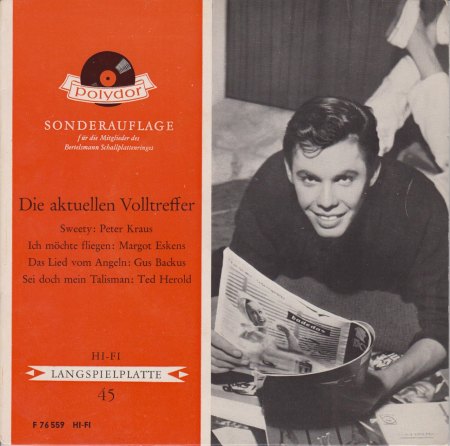 polydor
SONDERAUFLAGE
für die Mitglieder des
Bertelsmann Schallplattenringes
Die aktuellen Volltreffer
Sweety: Peter Kraus
Ich möchte fliegen: Margot Eskens
Das Lied vom Angeln: Gus Backus
Sei doch mein Talisman: Ted Herold
HI-FI
LANGSPIELPLATTE
45
F 76 559 HI-FI
badedas